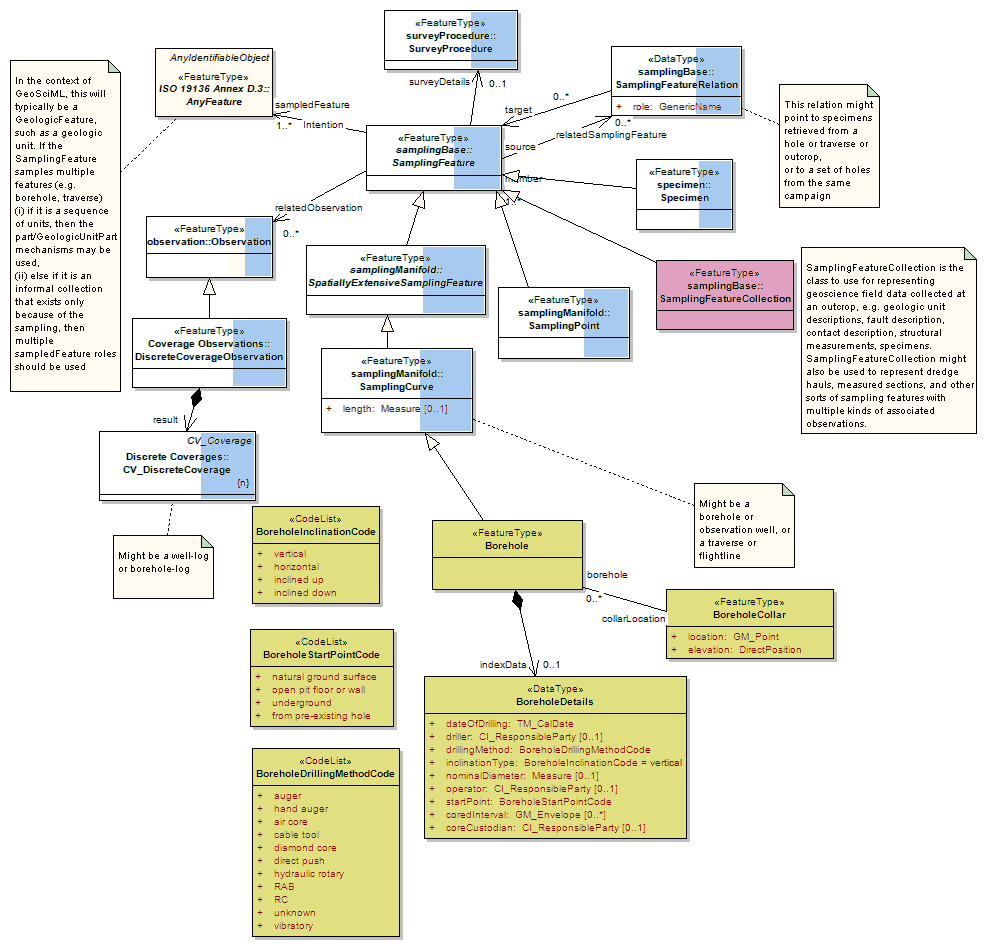 «FeatureType»
surveyProcedure::
SurveyProcedure
AnyIdentifiableObject
«FeatureType»
ISO 19136 Annex D.3::
AnyFeature
«DataType»
samplingBase::
SamplingFeatureRelation
+ role: GenericName
In the context of
GeoSciML, this will
typically be a
GeologicFeature,
such as a geologic
unit. If the
SamplingFeature
samples multiple
features (e.g.
borehole, traverse)
(i) if it is a sequence
of units, then the
part/GeologicUnitPart
mechanisms may be
used,
(ii) else if it is an
informal collection
that exists only
because of the
sampling, then
multiple
sampledFeature roles
should be used
surveyDetails
0..1
sampledFeature
1..*
Intention
target
0..*
source
0..*
relatedSamplingFeature
This relation might
point to specimens
retrieved from a
hole or traverse or
outcrop,
or to a set of holes
from the same
campaign
«FeatureType»
samplingBase::
SamplingFeature
member
1..*
«FeatureType»
specimen::
Specimen
relatedObservation
0..*
«FeatureType»
observation::Observation
«FeatureType»
samplingManifold::
SpatiallyExtensiveSamplingFeature
«FeatureType»
samplingManifold::
SamplingPoint
«FeatureType»
samplingBase::
SamplingFeatureCollection
SamplingFeatureCollection is the
class to use for representing
geoscience field data collected at
an outcrop, e.g. geologic unit
descriptions, fault description,
contact description, structural
measurements, specimens.
SamplingFeatureCollection might
also be used to represent dredge
hauls, measured sections, and other
sorts of sampling features with
multiple kinds of associated
observations.
«FeatureType»
Coverage Observations::
DiscreteCoverageObservation
«FeatureType»
samplingManifold::
SamplingCurve
+ length: Measure [0..1]
result
CV_Coverage
Discrete Coverages::
CV_DiscreteCoverage
{n}
Might be a well-log
or borehole-log
Might be a
borehole or
observation well, or
a traverse or
flightline
«CodeList»
BoreholeInclinationCode
+ vertical
+ horizontal
+ inclined up
+ inclined down
«FeatureType»
Borehole
borehole
0..*
collarLocation
«FeatureType»
BoreholeCollar
+ location: GM_Point
+ elevation: DirectPosition
«CodeList»
BoreholeStartPointCode
+ natural ground surface
+ open pit floor or wall
+ underground
+ from pre-existing hole
indexData
0..1
«DataType»
BoreholeDetails
+ dateOfDrilling: TM_CalDate
+ driller: CI_ResponsibleParty [0..1]
+ drillingMethod: BoreholeDrillingMethodCode
+ inclinationType: BoreholeInclinationCode = vertical
+ nominalDiameter: Measure [0..1]
+ operator: CI_ResponsibleParty [0..1]
+ startPoint: BoreholeStartPointCode
+ coredInterval: GM_Envelope [0..*]
+ coreCustodian: CI_ResponsibleParty [0..1]
«CodeList»
BoreholeDrillingMethodCode
+ auger
+ hand auger
+ air core
+ cable tool
+ diamond core
+ direct push
+ hydraulic rotary
+ RAB
+ RC
+ unknown
+ vibratory